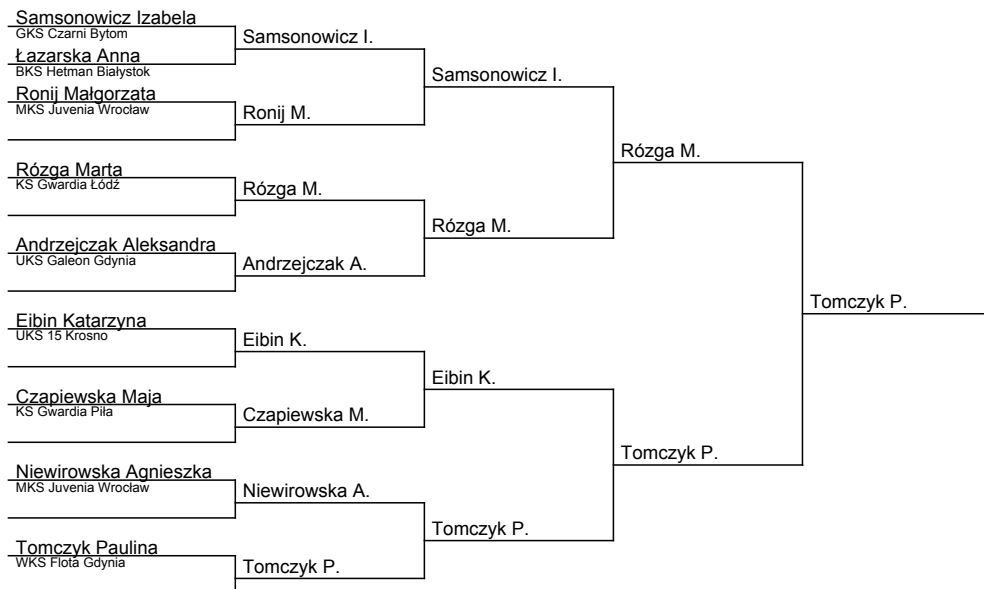 Samsonowicz Izabela
GKS Czarni Bytom
Samsonowicz I.
Łazarska Anna
BKS Hetman Białystok
Samsonowicz I.
Ronij Małgorzata
MKS Juvenia Wrocław
Ronij M.
Rózga M.
Rózga Marta
KS Gwardia Łódź
Rózga M.
Rózga M.
Andrzejczak Aleksandra
UKS Galeon Gdynia
Andrzejczak A.
Tomczyk P.
Eibin Katarzyna
UKS 15 Krosno
Eibin K.
Eibin K.
Czapiewska Maja
KS Gwardia Piła
Czapiewska M.
Tomczyk P.
Niewirowska Agnieszka
MKS Juvenia Wrocław
Niewirowska A.
Tomczyk P.
Tomczyk Paulina
WKS Flota Gdynia
Tomczyk P.